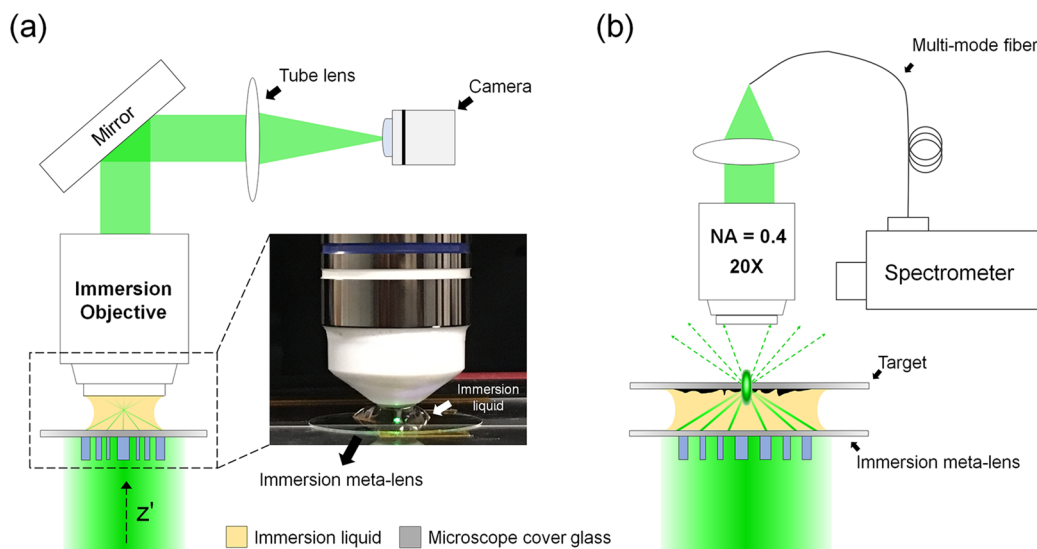 (a)
Mirror
Tube lens
Camera
Immersion
Objective
Immersion
liquid
Immersion meta-lens
z'
Immersion liquid
Microscope cover glass
(b)
Multi-mode fiber
NA = 0.4
20X
Spectrometer
Target
Immersion meta-lens